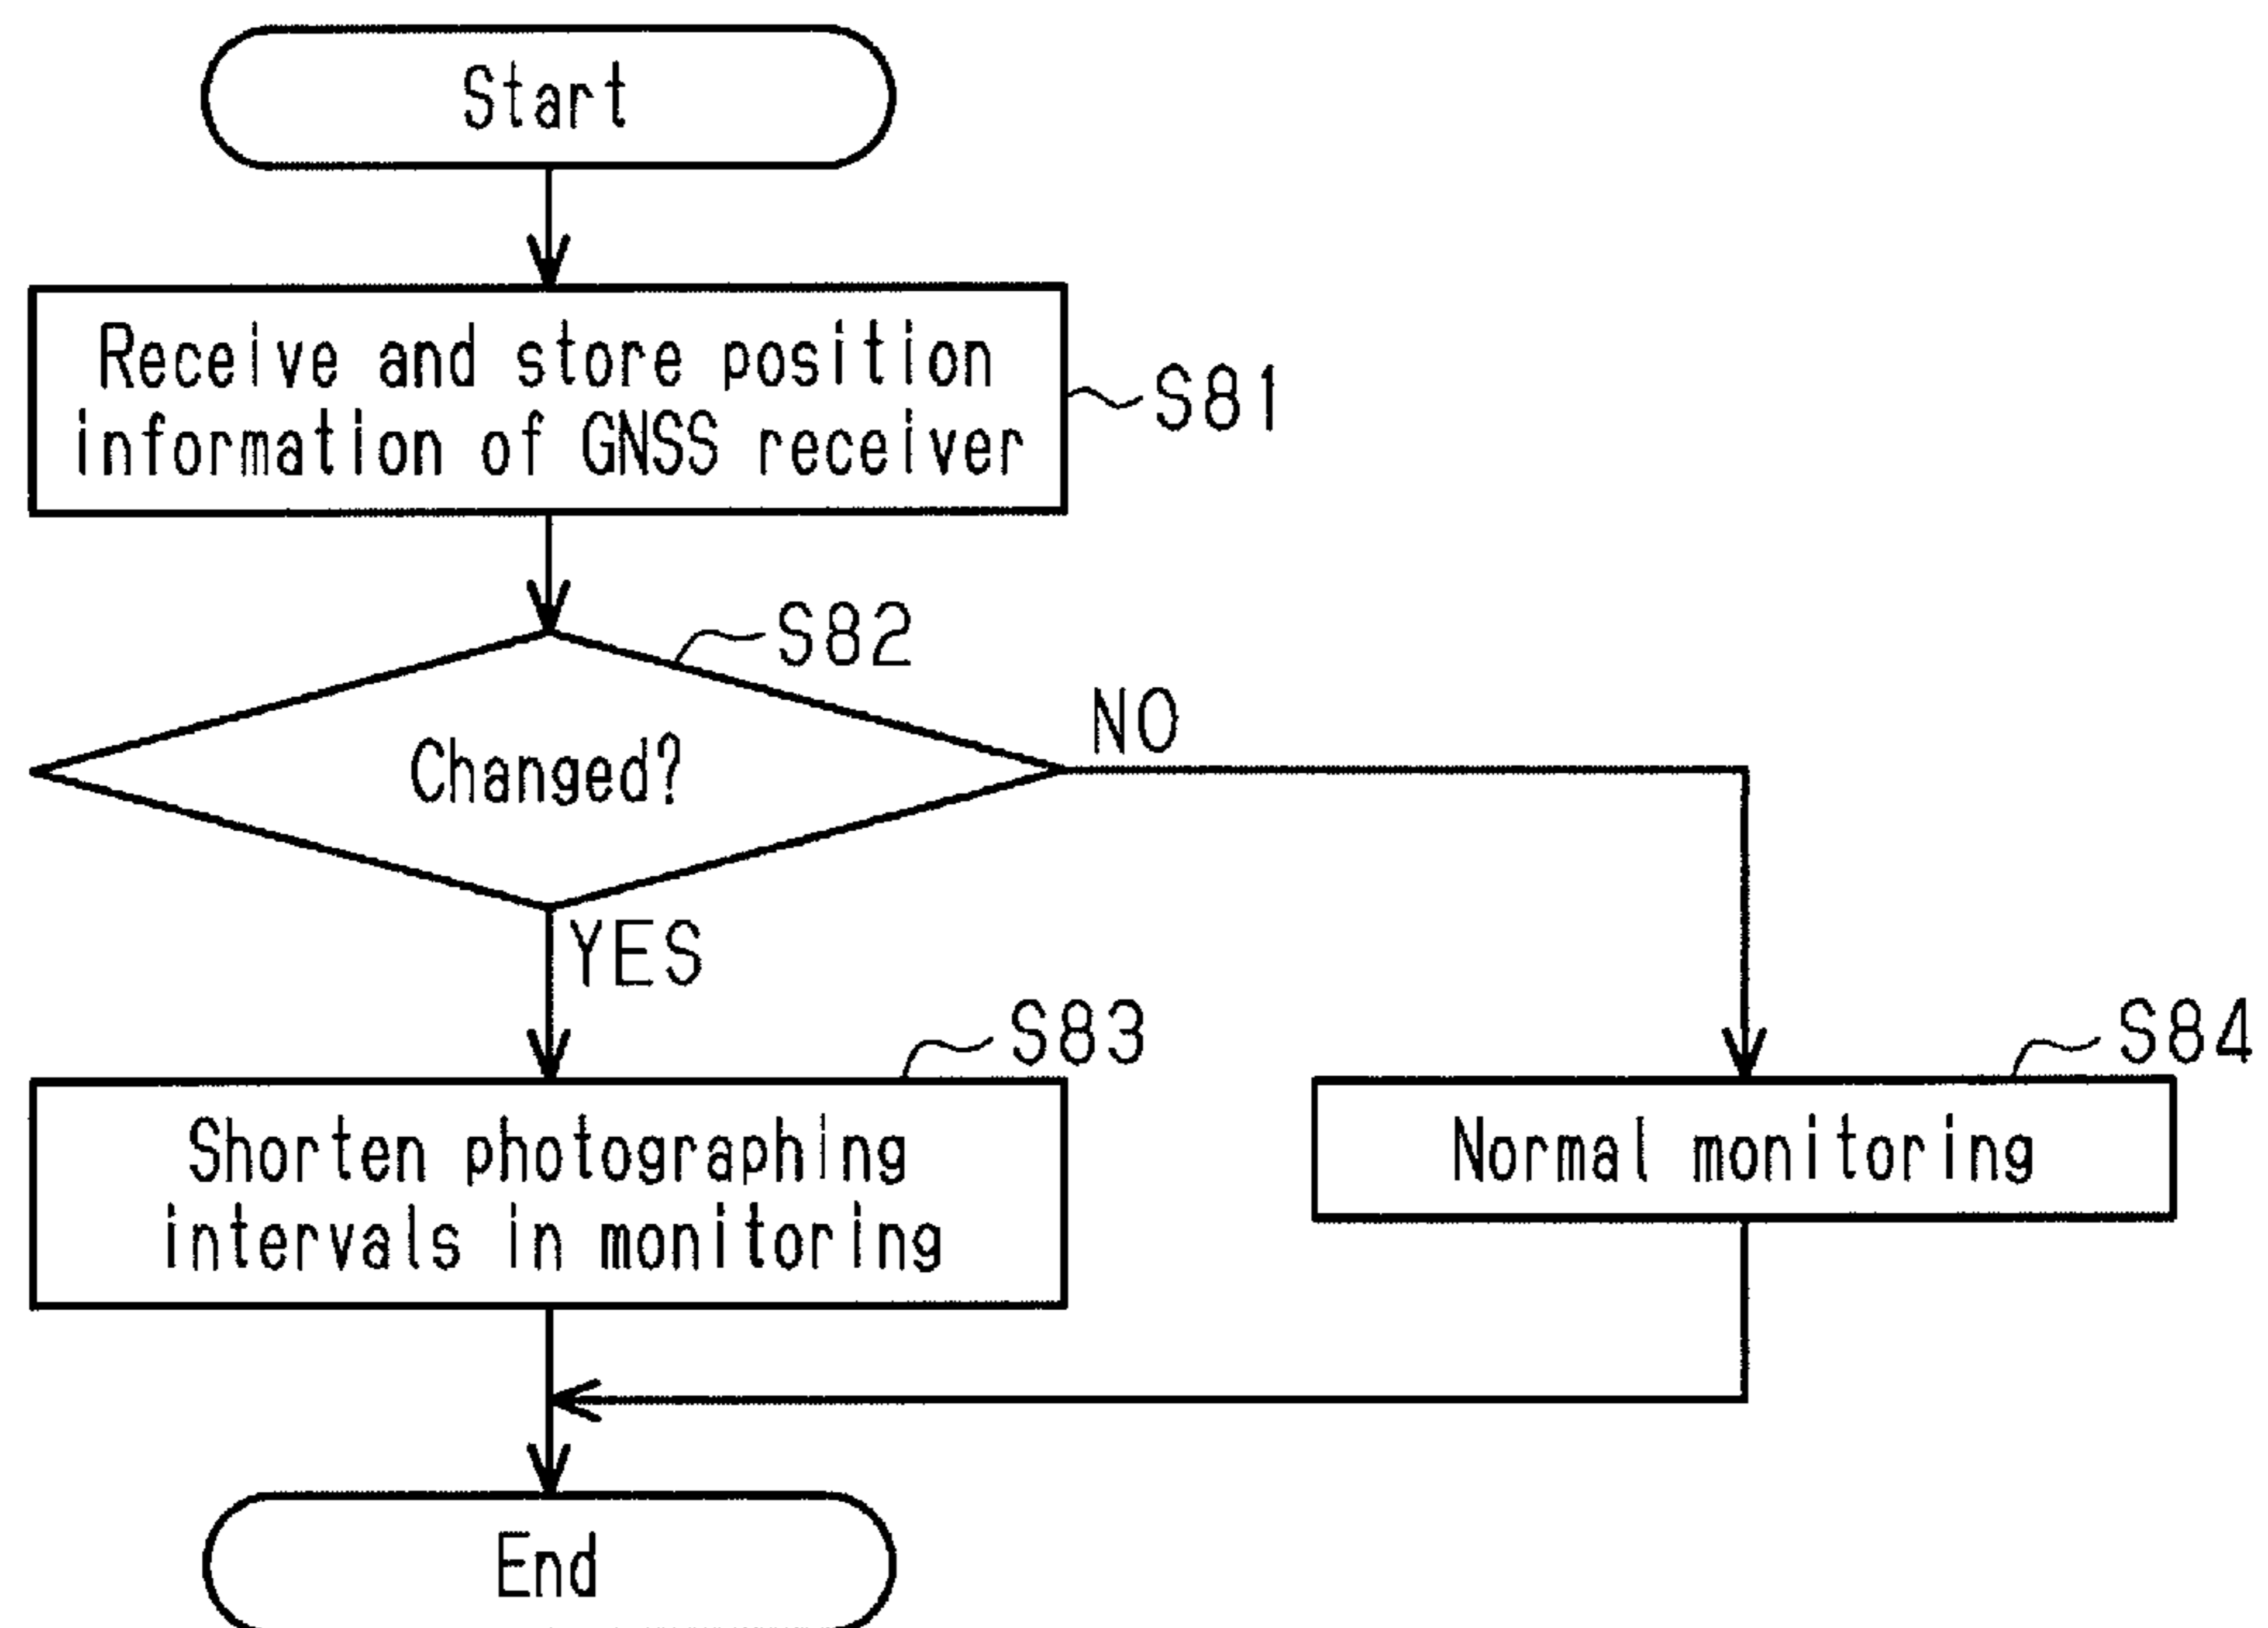 Start
Receive and store position
information of GNSS receiver
S81
S82
Changed?
NO
YES
S83
Shorten photographing
intervals in monitoring
S84
Normal monitoring
End